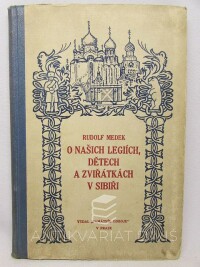 RUDOLF MEDEK
O NAŠICH LEGIÍCH,
DĚTECH
A ZVÍŘÁTKÁCH
V SIBIŘI
V PRAZE